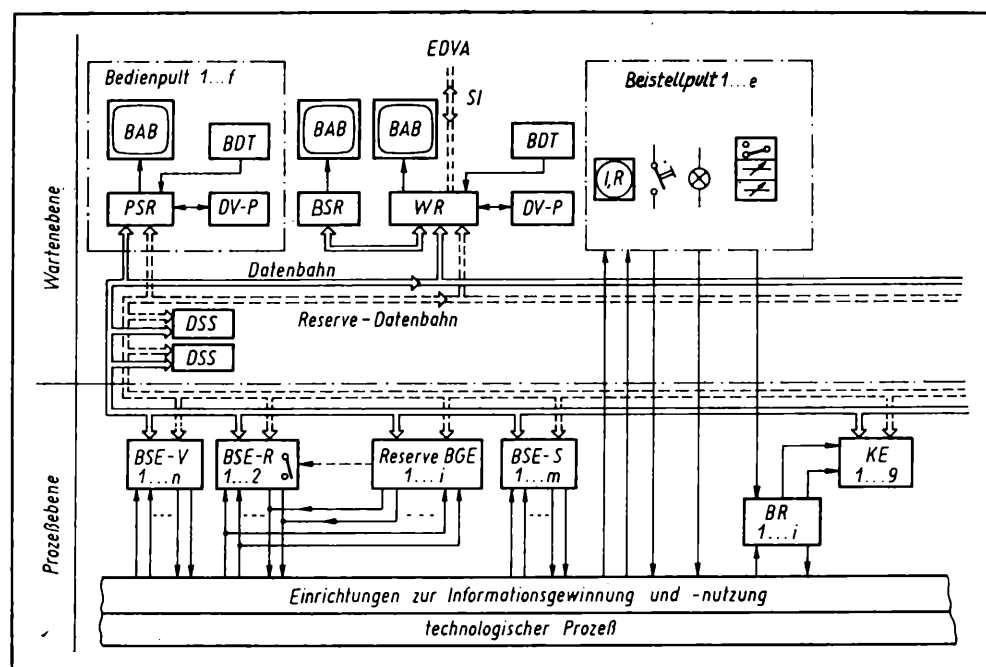 EDVA
Bedienpult 1...f
Beistellpult 1...e
SI
BAB
BDT
BAB
BAB
BDT
I,R
PSR
DV-P
BSR
WR
DV-P
Wartenebene
Datenbahn
Reserve-Datenbahn
DSS
DSS
Prozeßebene
BSE-V
1...n
BSE-R
1...2
Reserve BGE
1...i
BSE-S
1...m
KE
1...9
BR
1...i
Einrichtungen zur Informationsgewinnung und -nutzung
technologischer Prozeß